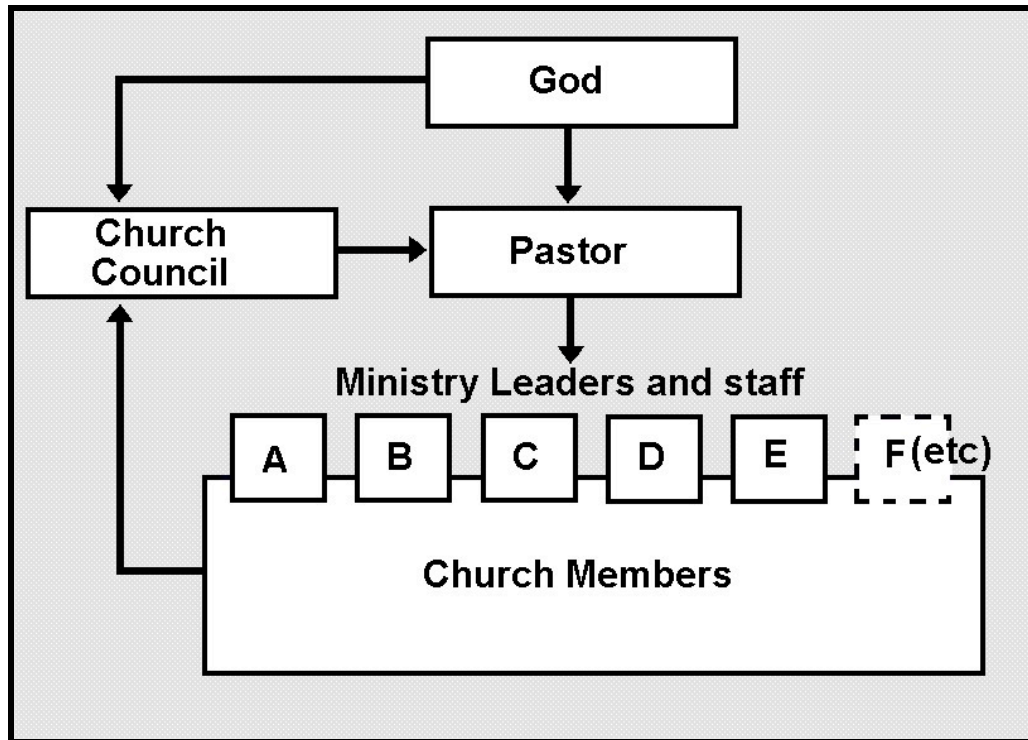 God
Church
Council
Pastor
Ministry Leaders and staff
A B C D E F (etc)
Church Members